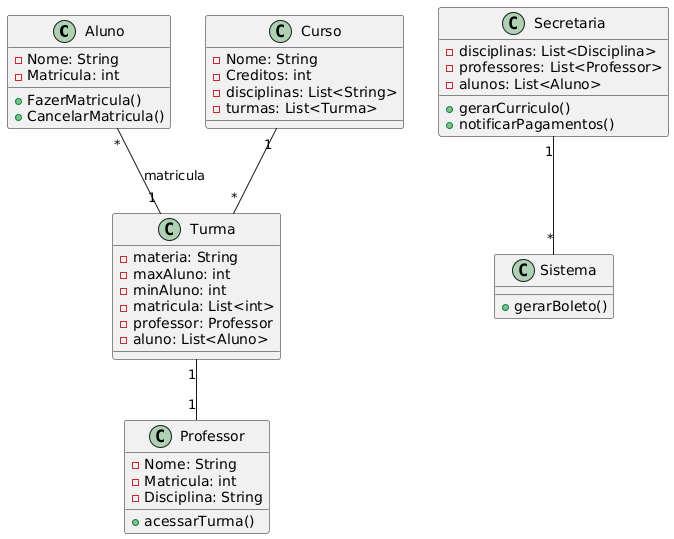 C Aluno
Nome: String
Matricula: int
FazerMatricula()
CancelarMatricula()
C Curso
Nome: String
Creditos: int
disciplinas: List<String>
turmas: List<Turma>
C Secretaria
disciplinas: List<Disciplina>
professores: List<Professor>
alunos: List<Aluno>
gerarCurriculo()
notificarPagamentos()
*
1
1
matricula
1
*
*
C Turma
materia: String
maxAluno: int
minAluno: int
matricula: List<int>
professor: Professor
aluno: List<Aluno>
C Sistema
gerarBoleto()
1
1
C Professor
Nome: String
Matricula: int
Disciplina: String
acessarTurma()